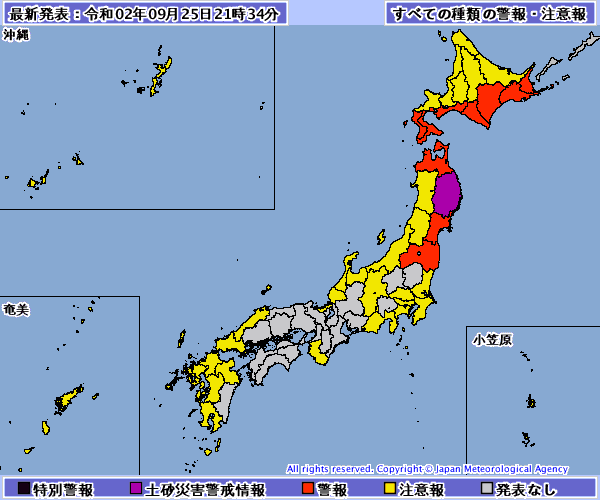 最新発表：令和02年09月25日21時34分
すべての種類の警報・注意報
沖縄
奄美
小笠原
All rights reserved. Copyright © Japan Meteorological Agency
特別警報 土砂災害警戒情報 警報 注意報 発表なし